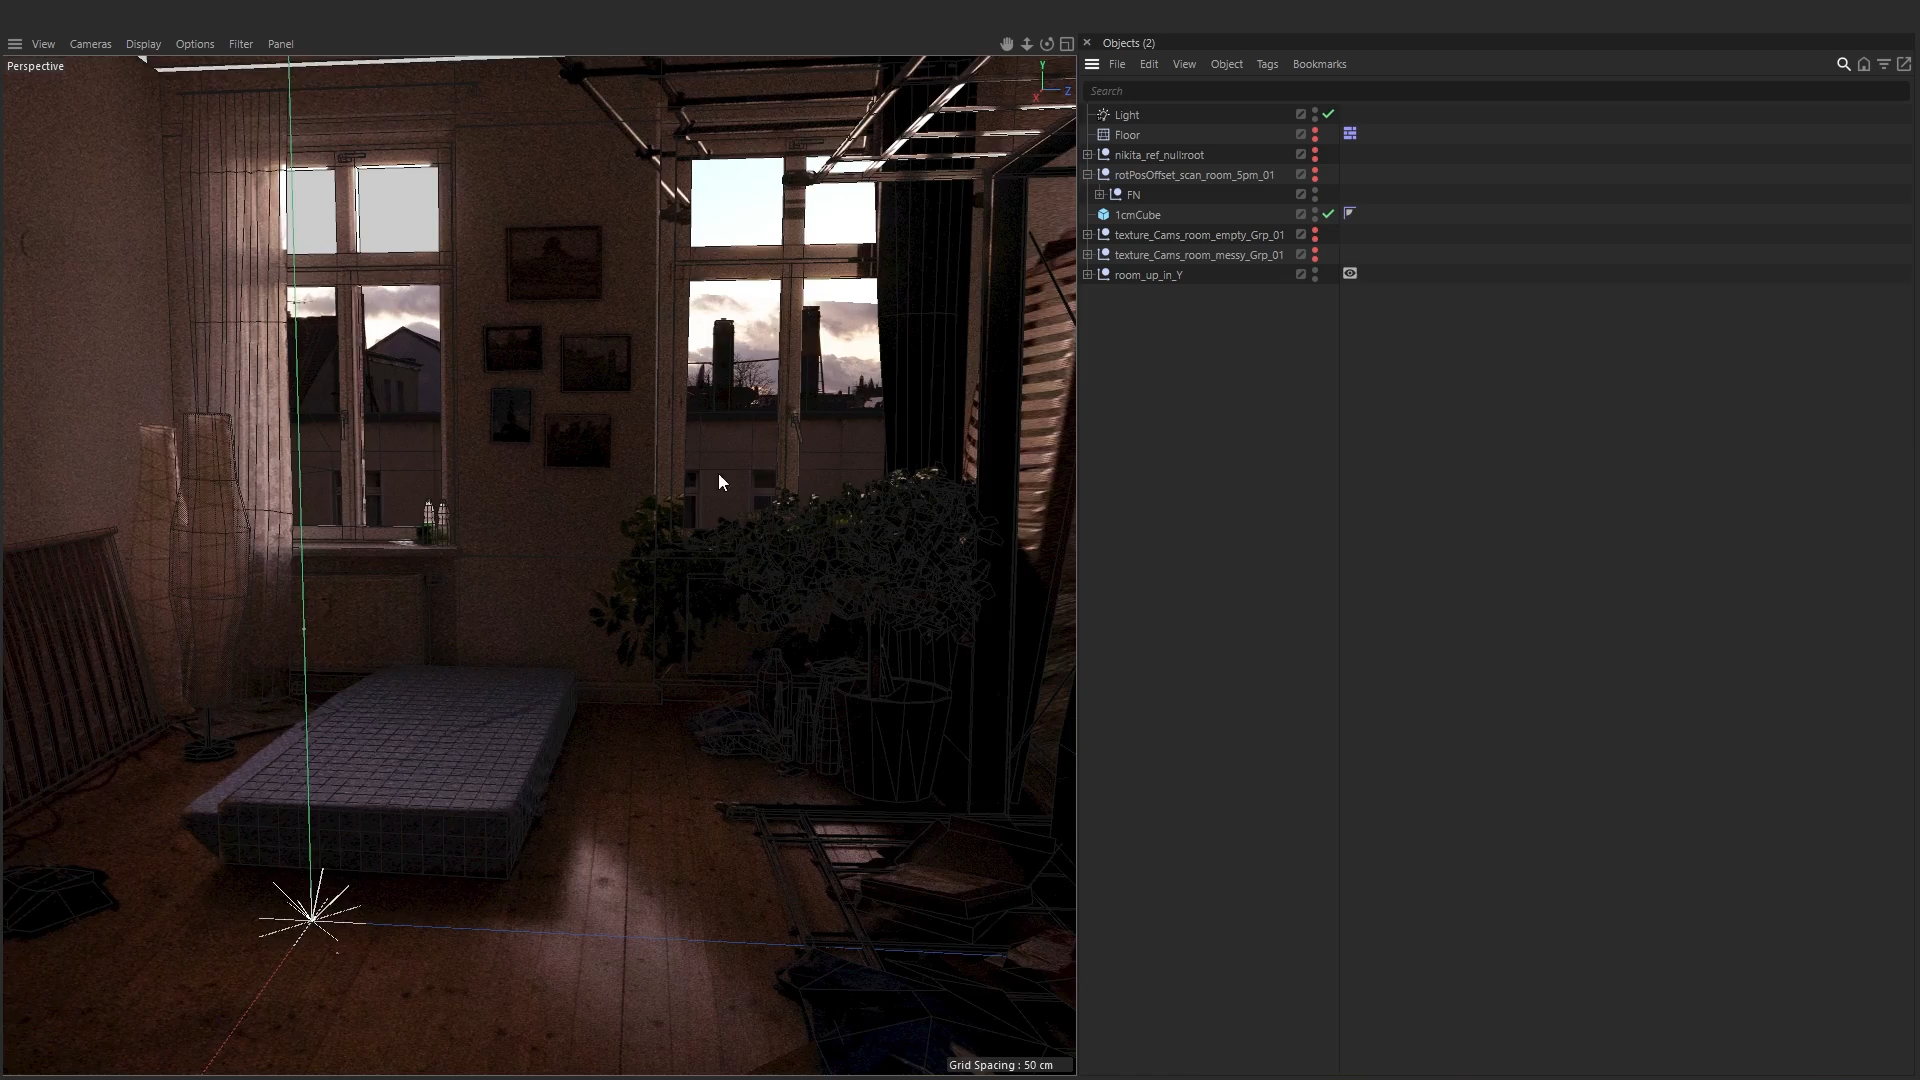 View Cameras Display Options Filter Panel
Perspective
Y
X Z
Grid Spacing : 50 cm
Objects (2)
File Edit View Object Tags Bookmarks
Search
Light
Floor
nikita_ref_null:root
rotPosOffset_scan_room_5pm_01
FN
1cmCube
texture_Cams_room_empty_Grp_01
texture_Cams_room_messy_Grp_01
room_up_in_Y